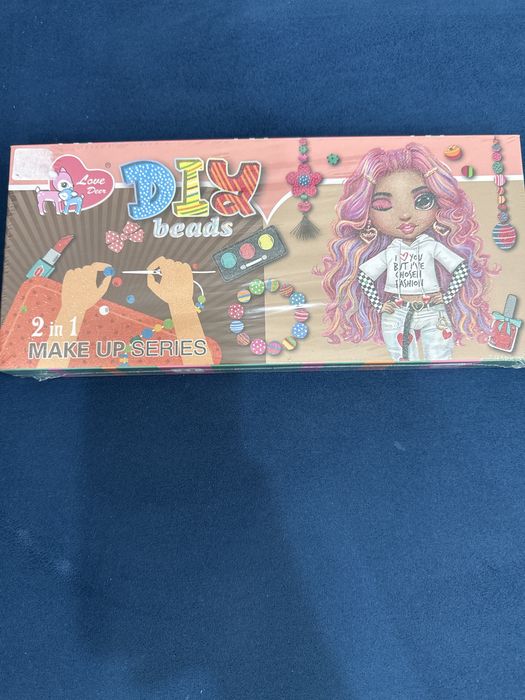 Love
Deer
®
DIY
beads
2 in 1
MAKE UP SERIES
I ♥ YOU
BUT I'VE
CHOSEN
FASHION